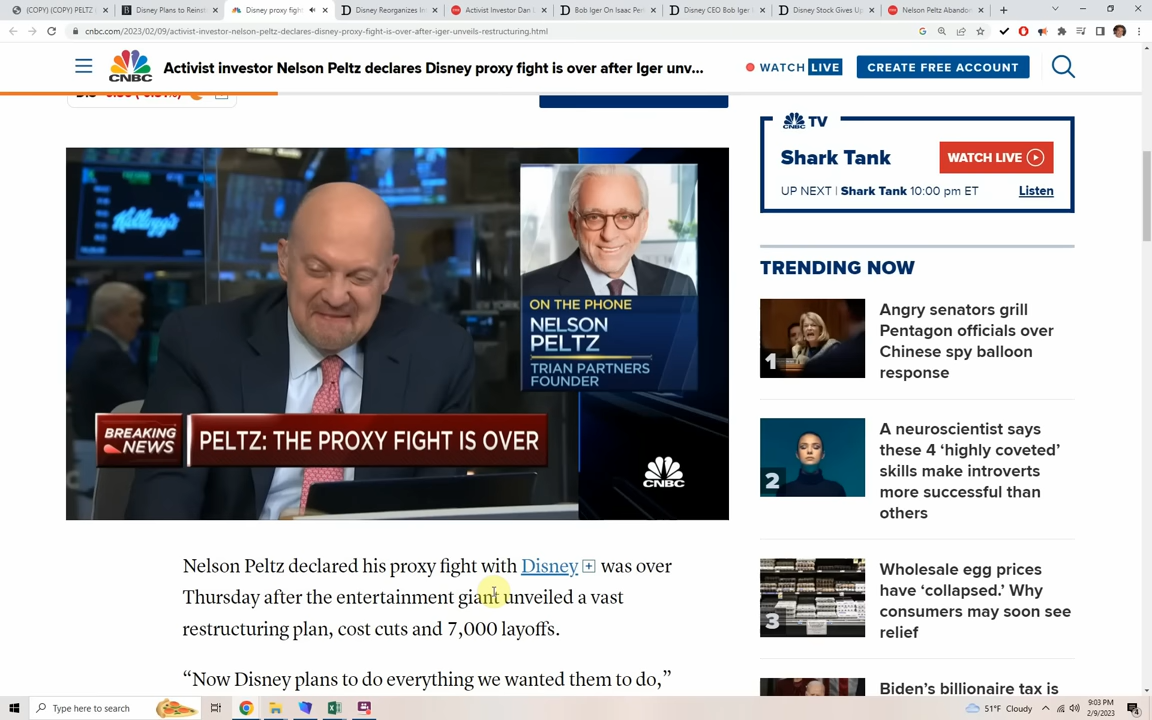 (COPY) (COPY) PELTZ
Disney Plans to Reinst
Disney proxy figh
Disney Reorganizes In
Activist Investor Dan L
Bob Iger On Isaac Per
Disney CEO Bob Iger
Disney Stock Gives Up
Nelson Peltz Abando
cnbc.com/2023/02/09/activist-investor-nelson-peltz-declares-disney-proxy-fight-is-over-after-iger-unveils-restructuring.html
CNBC
Activist investor Nelson Peltz declares Disney proxy fight is over after Iger unv...
WATCH LIVE
CREATE FREE ACCOUNT
Kellogg's
ON THE PHONE
NELSON
PELTZ
TRIAN PARTNERS
FOUNDER
BREAKING
NEWS
PELTZ: THE PROXY FIGHT IS OVER
CNBC
Nelson Peltz declared his proxy fight with Disney + was over
Thursday after the entertainment giant unveiled a vast
restructuring plan, cost cuts and 7,000 layoffs.
“Now Disney plans to do everything we wanted them to do,”
CNBC TV
Shark Tank
WATCH LIVE
UP NEXT | Shark Tank 10:00 pm ET
Listen
TRENDING NOW
1
Angry senators grill
Pentagon officials over
Chinese spy balloon
response
2
A neuroscientist says
these 4 ‘highly coveted’
skills make introverts
more successful than
others
3
Wholesale egg prices
have ‘collapsed.’ Why
consumers may soon see
relief
Biden’s billionaire tax is
Type here to search
51°F Cloudy
9:03 PM
2/9/2023